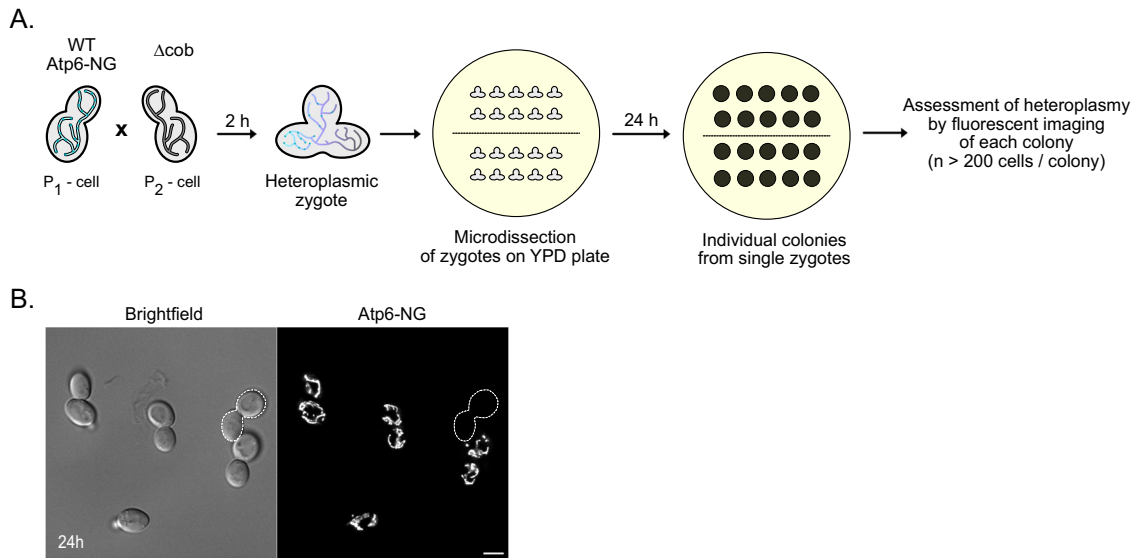 A.
WT
Atp6-NG
Δcob
x
P1 - cell
P2 - cell
2 h
Heteroplasmic
zygote
Microdissection
of zygotes on YPD plate
24 h
Individual colonies
from single zygotes
Assessment of heteroplasmy
by fluorescent imaging
of each colony
(n > 200 cells / colony)
B.
Brightfield
Atp6-NG
24h